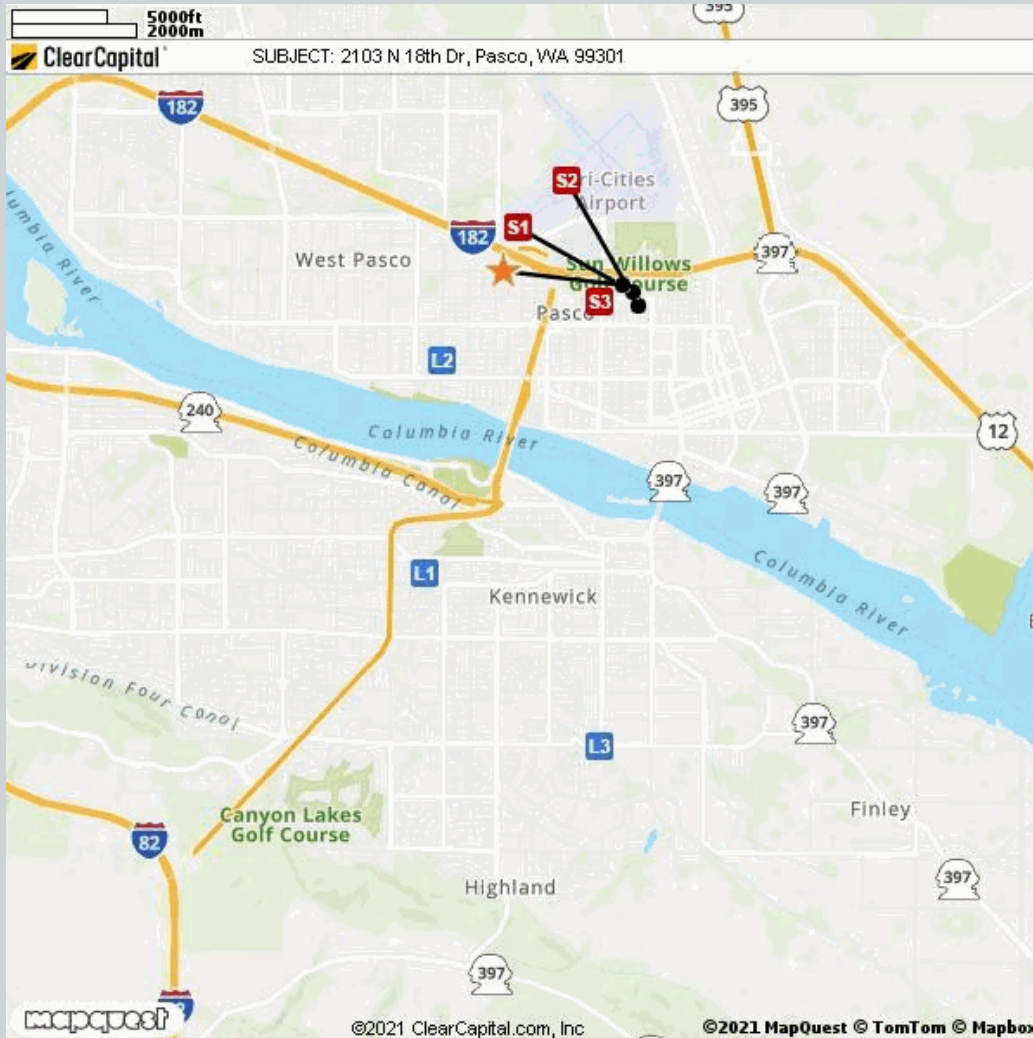 5000ft
2000m
ClearCapital
SUBJECT: 2103 N 18th Dr, Pasco, WA 99301
395
182
395
S2
ri-Cities
Airport
S1
182
397
West Pasco
Sun Willows
Golf Course
S3
Pasco
L2
240
Columbia River
12
Columbia Canal
397
397
L1
Columbia River
Kennewick
Division Four Canal
397
L3
Canyon Lakes
Golf Course
Finley
82
397
Highland
397
mapquest
©2021 ClearCapital.com, Inc
©2021 MapQuest © TomTom © Mapbox